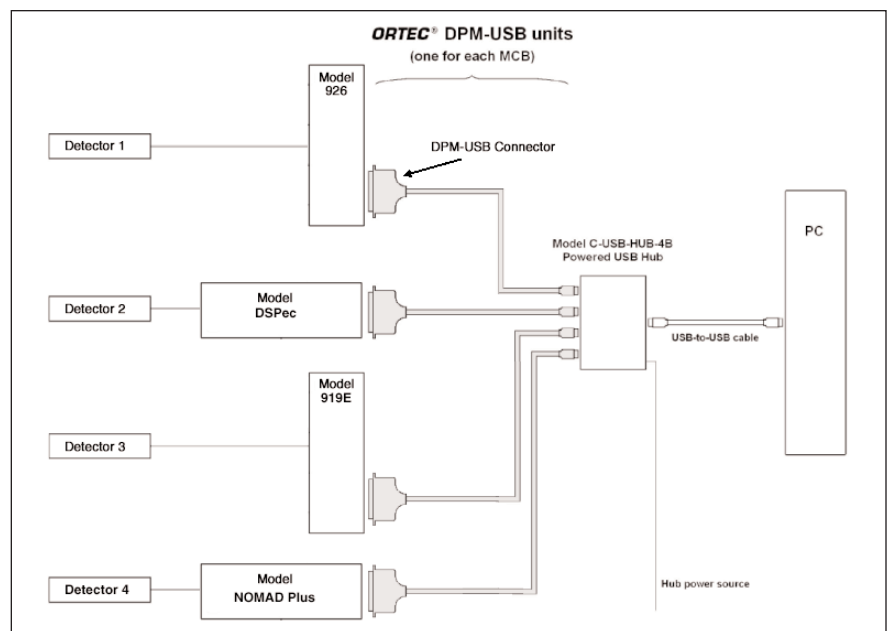 ORTEC® DPM-USB units
(one for each MCB)
Model
926
Detector 1
DPM-USB Connector
PC
Model C-USB-HUB-4B
Powered USB Hub
Detector 2
Model
DSPec
USB-to-USB cable
Model
919E
Detector 3
Detector 4
Model
NOMAD Plus
Hub power source